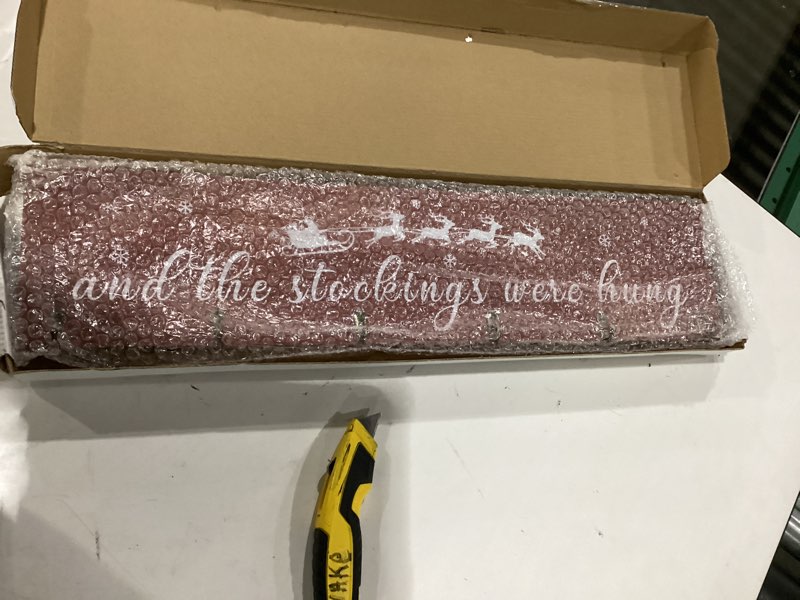 and the stockings were hung